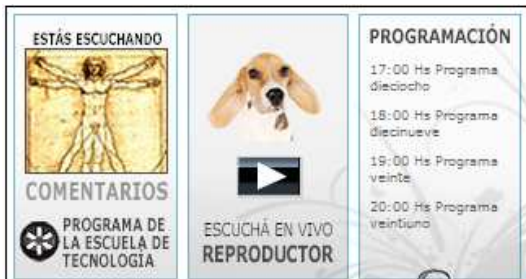 ESTÁS ESCUCHANDO
COMENTARIOS
PROGRAMA DE
LA ESCUELA DE
TECNOLOGÍA
ESCUCHÁ EN VIVO
REPRODUCTOR
PROGRAMACIÓN
17:00 Hs Programa
dieciocho
18:00 Hs Programa
diecinueve
19:00 Hs Programa
veinte
20:00 Hs Programa
veintiuno